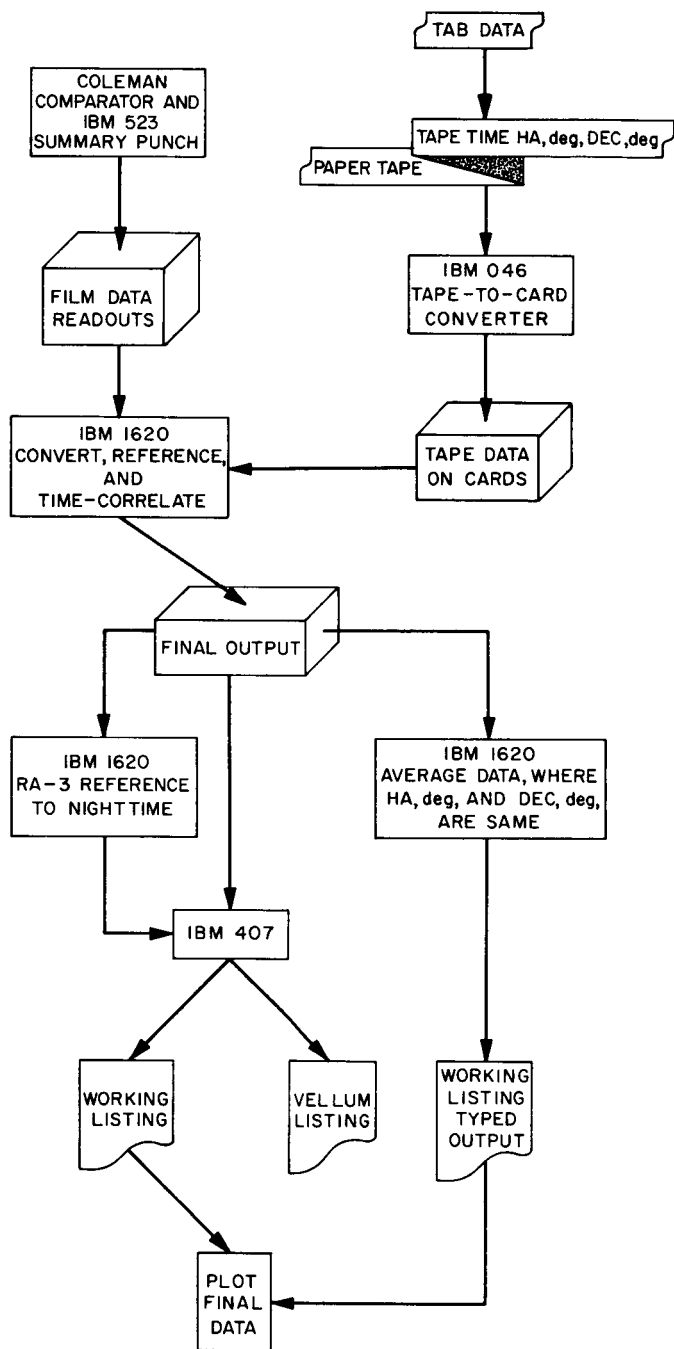 TAB DATA
COLEMAN
COMPARATOR AND
IBM 523
SUMMARY PUNCH
TAPE TIME HA,deg,DEC,deg
PAPER TAPE
FILM DATA
READOUTS
IBM 046
TAPE-TO-CARD
CONVERTER
IBM 1620
CONVERT, REFERENCE,
AND
TIME-CORRELATE
TAPE DATA
ON CARDS
FINAL OUTPUT
IBM 1620
RA-3 REFERENCE
TO NIGHTTIME
IBM 1620
AVERAGE DATA, WHERE
HA,deg, AND DEC,deg,
ARE SAME
IBM 407
WORKING
LISTING
VELLUM
LISTING
WORKING
LISTING
TYPED
OUTPUT
PLOT
FINAL
DATA